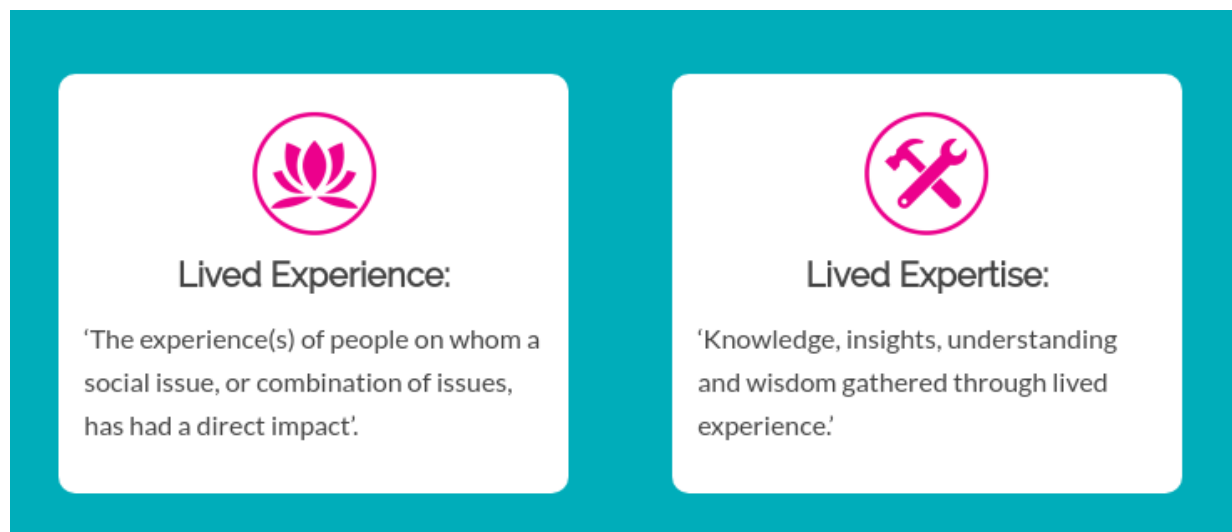 Lived Experience:
‘The experience(s) of people on whom a
social issue, or combination of issues,
has had a direct impact’.
Lived Expertise:
‘Knowledge, insights, understanding
and wisdom gathered through lived
experience.’